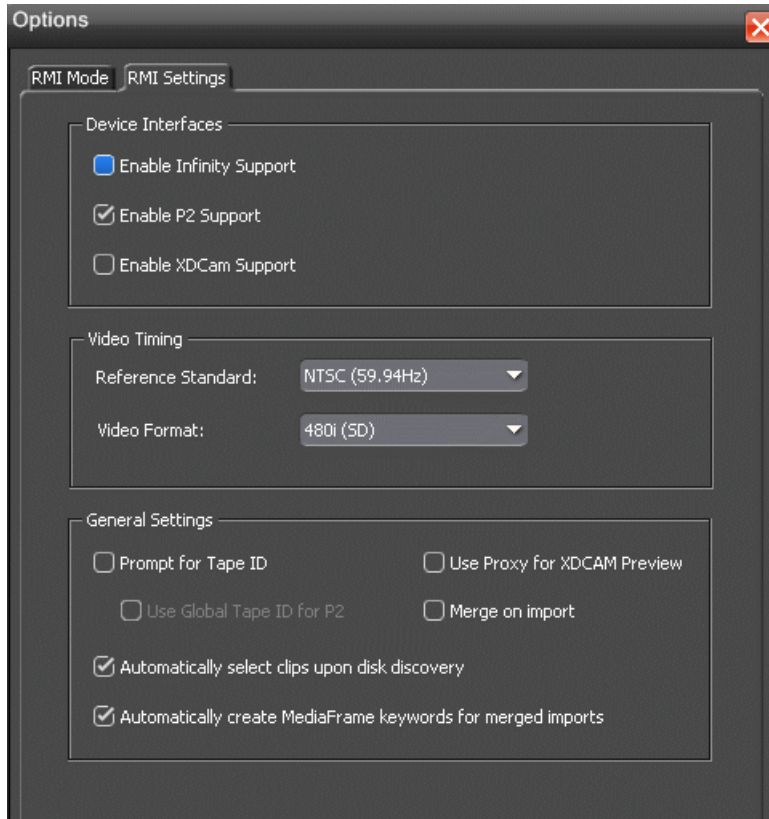 Options
RMI Mode RMI Settings
Device Interfaces
Enable Infinity Support
Enable P2 Support
Enable XDCam Support
Video Timing
Reference Standard: NTSC (59.94Hz)
Video Format: 480i (SD)
General Settings
Prompt for Tape ID Use Proxy for XDCAM Preview
Use Global Tape ID for P2 Merge on import
Automatically select clips upon disk discovery
Automatically create MediaFrame keywords for merged imports